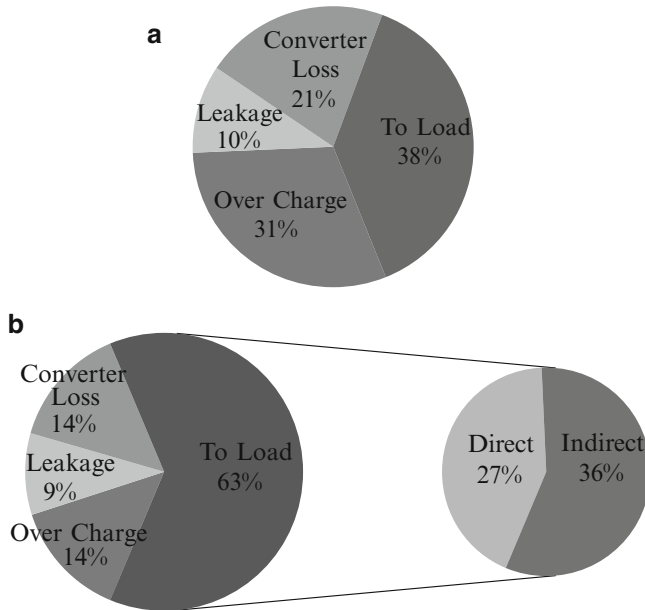 a
Converter
Loss
21%
Leakage
10%
To Load
38%
Over Charge
31%
b
Converter
Loss
14%
Leakage
9%
Over Charge
14%
To Load
63%
Direct
27%
Indirect
36%